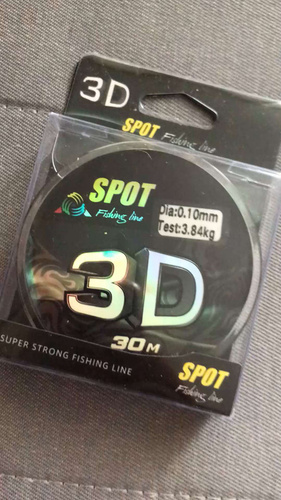 3D
SPOT Fishing line
SPOT
Fishing line
Dia:0.10mm
Test:3.84kg
3D
30M
SUPER STRONG FISHING LINE
SPOT
Fishing line